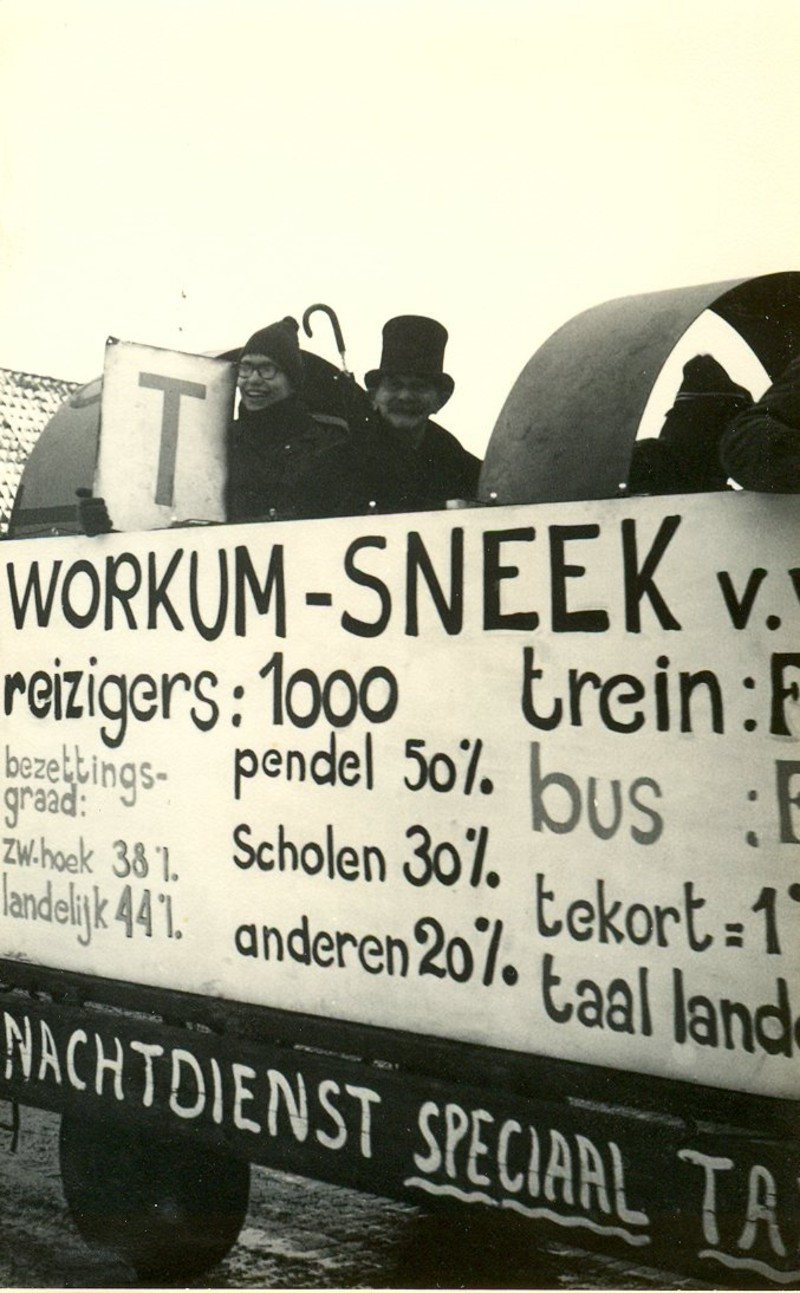 T
WORKUM-SNEEK v.
reizigers: 1000
trein:
bezettings-
graad:
zw-hoek 38%.
landelijk 44%.
pendel 50%.
Scholen 30%.
anderen 20%.
bus :
tekort = 1
taal land
NACHTDIENST SPECIAAL TA